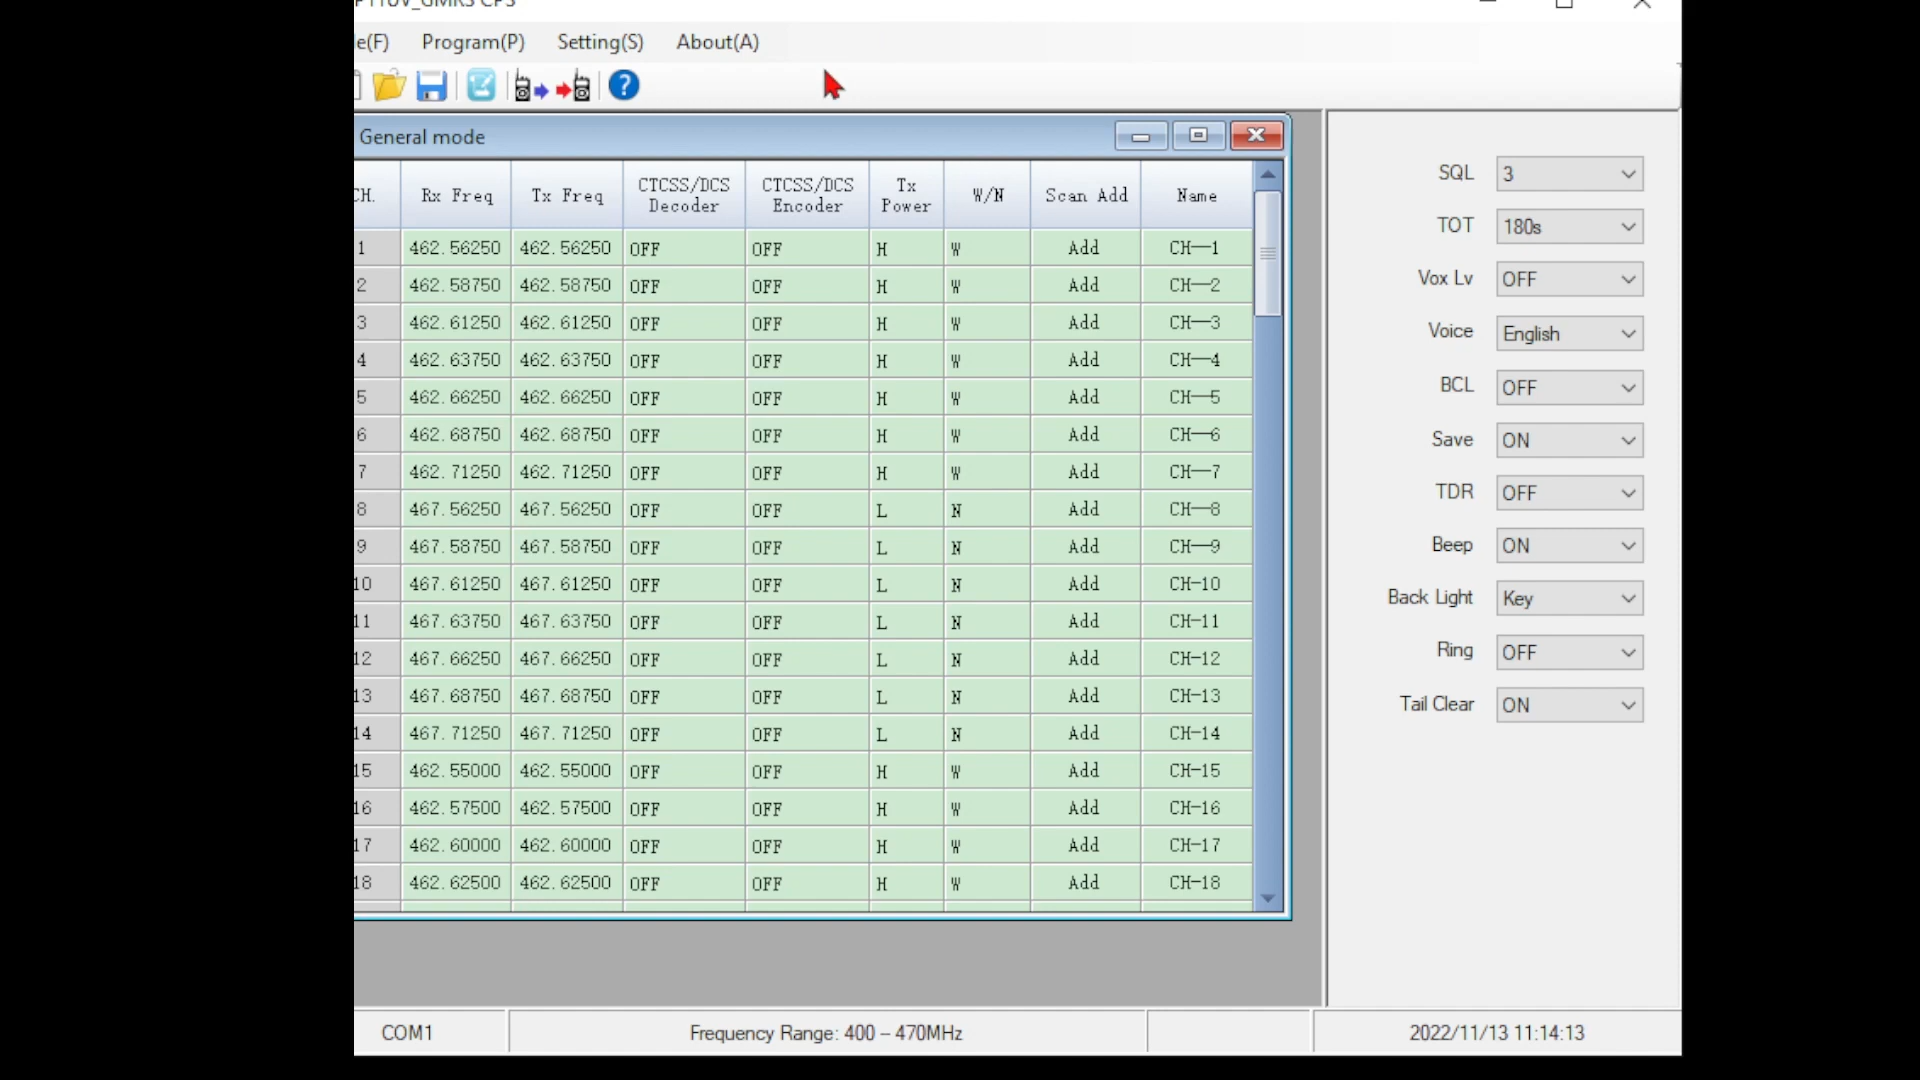 GMRS CPS
e(F) Program(P) Setting(S) About(A)
General mode
CH. Rx Freq Tx Freq CTCSS/DCS Decoder CTCSS/DCS Encoder Tx Power W/N Scan Add Name
1 462.56250 462.56250 OFF OFF H W Add CH—1
2 462.58750 462.58750 OFF OFF H W Add CH—2
3 462.61250 462.61250 OFF OFF H W Add CH—3
4 462.63750 462.63750 OFF OFF H W Add CH—4
5 462.66250 462.66250 OFF OFF H W Add CH—5
6 462.68750 462.68750 OFF OFF H W Add CH—6
7 462.71250 462.71250 OFF OFF H W Add CH—7
8 467.56250 467.56250 OFF OFF L N Add CH—8
9 467.58750 467.58750 OFF OFF L N Add CH—9
10 467.61250 467.61250 OFF OFF L N Add CH-10
11 467.63750 467.63750 OFF OFF L N Add CH-11
12 467.66250 467.66250 OFF OFF L N Add CH-12
13 467.68750 467.68750 OFF OFF L N Add CH-13
14 467.71250 467.71250 OFF OFF L N Add CH-14
15 462.55000 462.55000 OFF OFF H W Add CH-15
16 462.57500 462.57500 OFF OFF H W Add CH-16
17 462.60000 462.60000 OFF OFF H W Add CH-17
18 462.62500 462.62500 OFF OFF H W Add CH-18
SQL 3
TOT 180s
Vox Lv OFF
Voice English
BCL OFF
Save ON
TDR OFF
Beep ON
Back Light Key
Ring OFF
Tail Clear ON
COM1 Frequency Range: 400 – 470MHz 2022/11/13 11:14:13